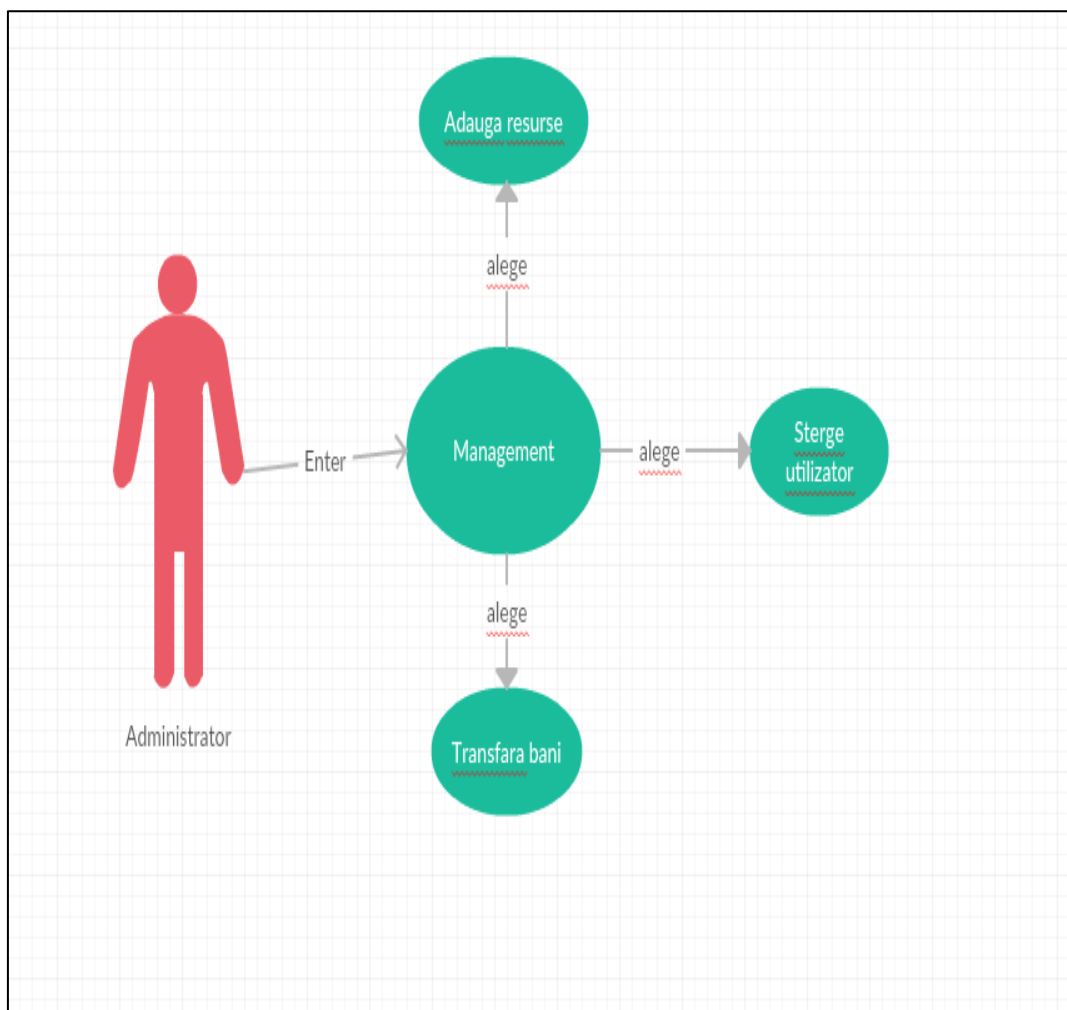 Adauga resurse
alege
Enter
Management
alege
Sterge
utilizator
alege
Transfara bani
Administrator